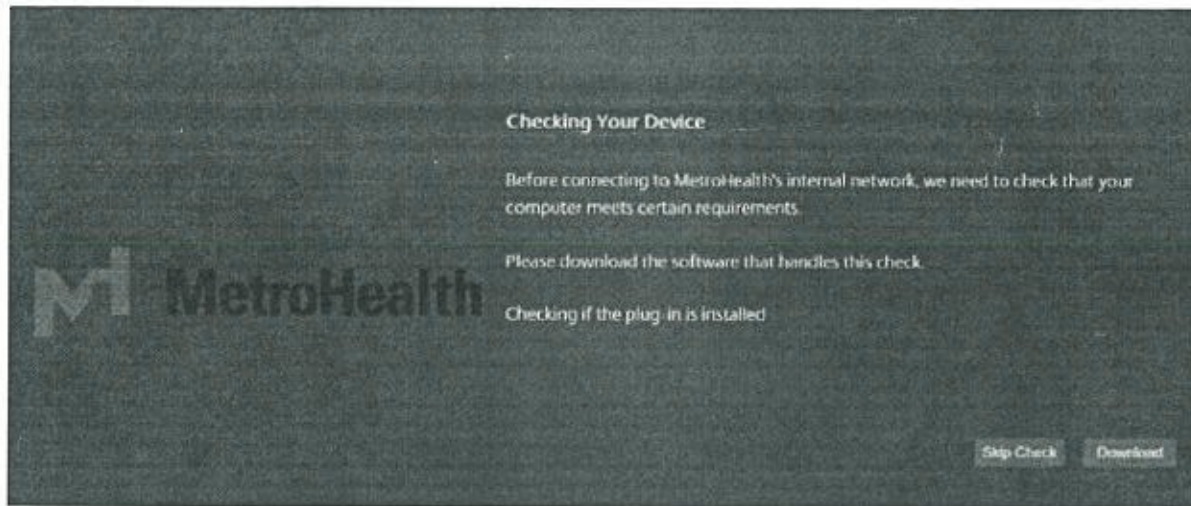 Checking Your Device
Before connecting to MetroHealth's internal network, we need to check that your
computer meets certain requirements.
Please download the software that handles this check.
MetroHealth
Checking if the plug-in is installed
Skip Check Download